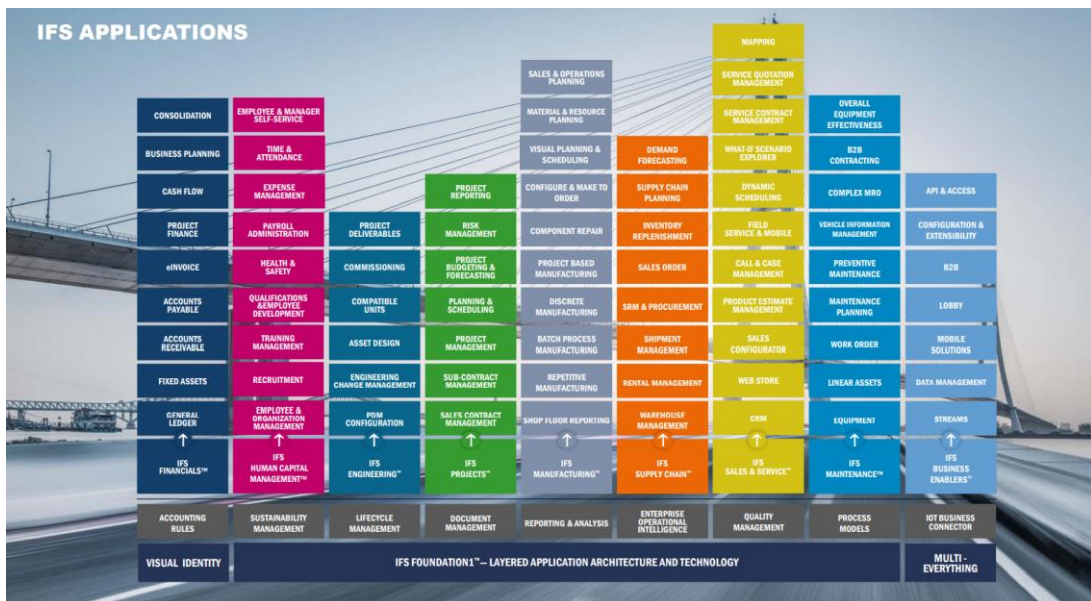 IFS APPLICATIONS
CONSOLIDATION
BUSINESS PLANNING
CASH FLOW
PROJECT
FINANCE
eINVOICE
ACCOUNTS
PAYABLE
ACCOUNTS
RECEIVABLE
FIXED ASSETS
GENERAL
LEDGER
IFS
FINANCIALS™
EMPLOYEE & MANAGER
SELF-SERVICE
TIME &
ATTENDANCE
EXPENSE
MANAGEMENT
PAYROLL
ADMINISTRATION
HEALTH &
SAFETY
QUALIFICATIONS
&EMPLOYEE
DEVELOPMENT
TRAINING
MANAGEMENT
RECRUITMENT
EMPLOYEE &
ORGANIZATION
MANAGEMENT
IFS
HUMAN CAPITAL
MANAGEMENT™
PROJECT
DELIVERABLES
COMMISSIONING
COMPATIBLE
UNITS
ASSET DESIGN
ENGINEERING
CHANGE MANAGEMENT
PDM
CONFIGURATION
IFS
ENGINEERING™
PROJECT
REPORTING
RISK
MANAGEMENT
PROJECT
BUDGETING &
FORECASTING
PLANNING &
SCHEDULING
PROJECT
MANAGEMENT
SUB-CONTRACT
MANAGEMENT
SALES CONTRACT
MANAGEMENT
IFS
PROJECTS™
SALES & OPERATIONS
PLANNING
MATERIAL & RESOURCE
PLANNING
VISUAL PLANNING &
SCHEDULING
CONFIGURE & MAKE TO
ORDER
COMPONENT REPAIR
PROJECT BASED
MANUFACTURING
DISCRETE
MANUFACTURING
BATCH PROCESS
MANUFACTURING
REPETITIVE
MANUFACTURING
SHOP FLOOR REPORTING
IFS
MANUFACTURING™
DEMAND
FORECASTING
SUPPLY CHAIN
PLANNING
INVENTORY
REPLENISHMENT
SALES ORDER
SRM & PROCUREMENT
SHIPMENT
MANAGEMENT
RENTAL MANAGEMENT
WAREHOUSE
MANAGEMENT
IFS
SUPPLY CHAIN™
MAPPING
SERVICE QUOTATION
MANAGEMENT
SERVICE CONTRACT
MANAGEMENT
WHAT-IF SCENARIO
EXPLORER
DYNAMIC
SCHEDULING
FIELD
SERVICE & MOBILE
CALL & CASE
MANAGEMENT
PRODUCT ESTIMATE
MANAGEMENT
SALES
CONFIGURATOR
WEB STORE
CRM
IFS
SALES & SERVICE™
OVERALL
EQUIPMENT
EFFECTIVENESS
B2B
CONTRACTING
COMPLEX MRO
VEHICLE INFORMATION
MANAGEMENT
PREVENTIVE
MAINTENANCE
MAINTENANCE
PLANNING
WORK ORDER
LINEAR ASSETS
EQUIPMENT
IFS
MAINTENANCE™
API & ACCESS
CONFIGURATION &
EXTENSIBILITY
B2B
LOBBY
MOBILE
SOLUTIONS
DATA MANAGEMENT
STREAMS
IFS
BUSINESS
ENABLERS™
ACCOUNTING
RULES
SUSTAINABILITY
MANAGEMENT
LIFECYCLE
MANAGEMENT
DOCUMENT
MANAGEMENT
REPORTING & ANALYSIS
ENTERPRISE
OPERATIONAL
INTELLIGENCE
QUALITY
MANAGEMENT
PROCESS
MODELS
IOT BUSINESS
CONNECTOR
VISUAL IDENTITY
IFS FOUNDATION1™— LAYERED APPLICATION ARCHITECTURE AND TECHNOLOGY
MULTI -
EVERYTHING